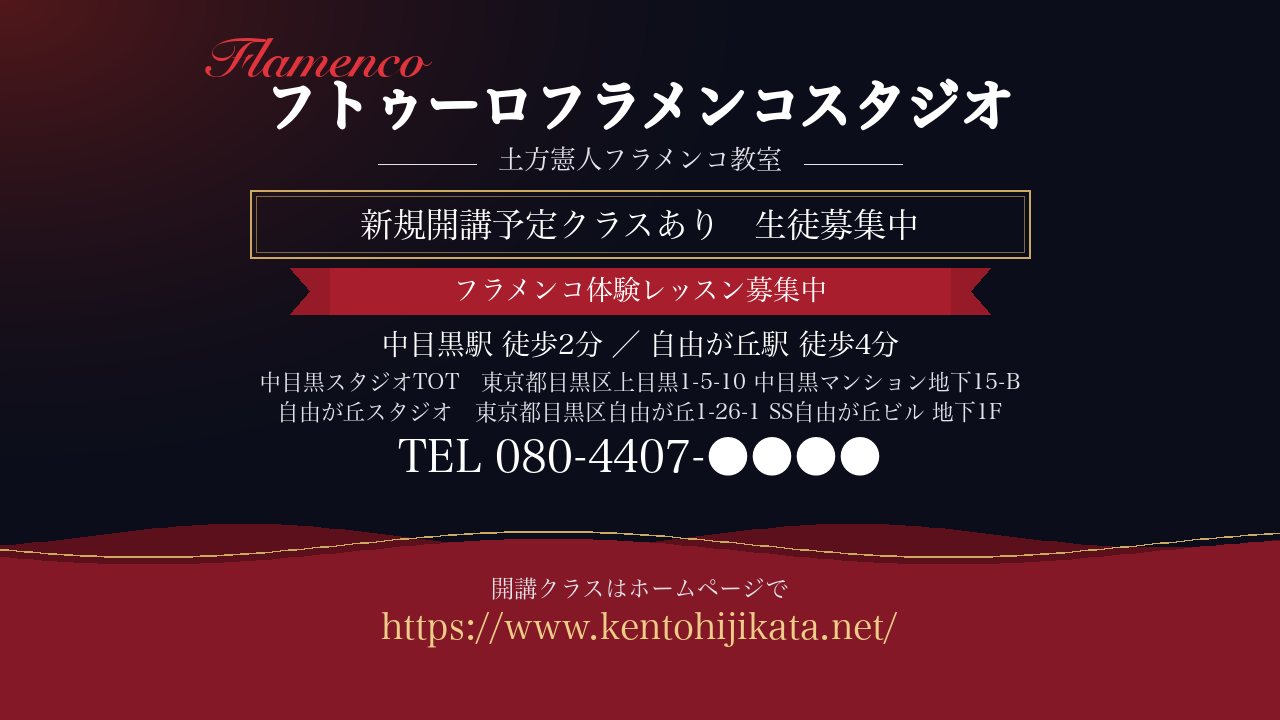 Flamenco
フトゥーロフラメンコスタジオ
土方憲人フラメンコ教室
新規開講予定クラスあり　生徒募集中
フラメンコ体験レッスン募集中
中目黒駅 徒歩2分 ／ 自由が丘駅 徒歩4分
中目黒スタジオTOT　東京都目黒区上目黒1-5-10 中目黒マンション地下15-B
自由が丘スタジオ　東京都目黒区自由が丘1-26-1 SS自由が丘ビル 地下1F
TEL 080-4407-●●●●
開講クラスはホームページで
https://www.kentohijikata.net/